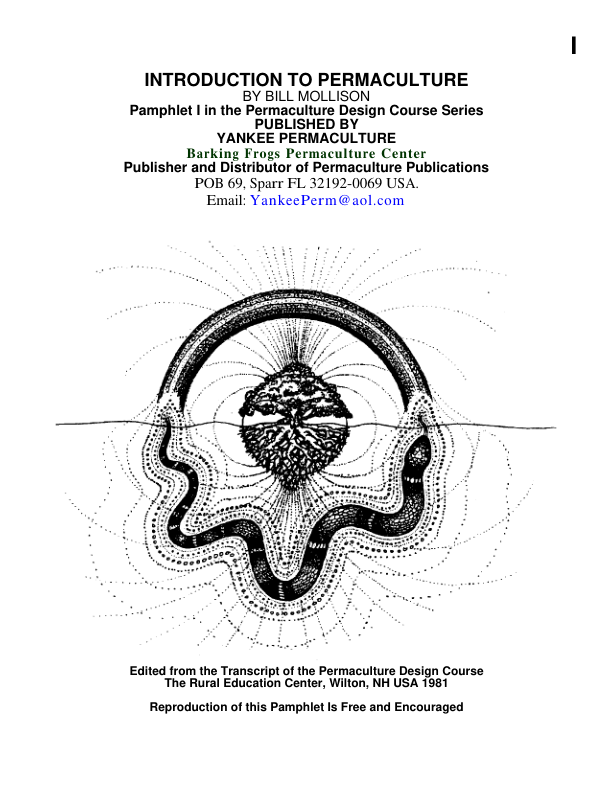 I
INTRODUCTION TO PERMACULTURE
BY BILL MOLLISON
Pamphlet I in the Permaculture Design Course Series
PUBLISHED BY
YANKEE PERMACULTURE
Barking Frogs Permaculture Center
Publisher and Distributor of Permaculture Publications
POB 69, Sparr FL 32192-0069 USA.
Email: YankeePerm@aol.com
Edited from the Transcript of the Permaculture Design Course
The Rural Education Center, Wilton, NH USA 1981
Reproduction of this Pamphlet Is Free and Encouraged